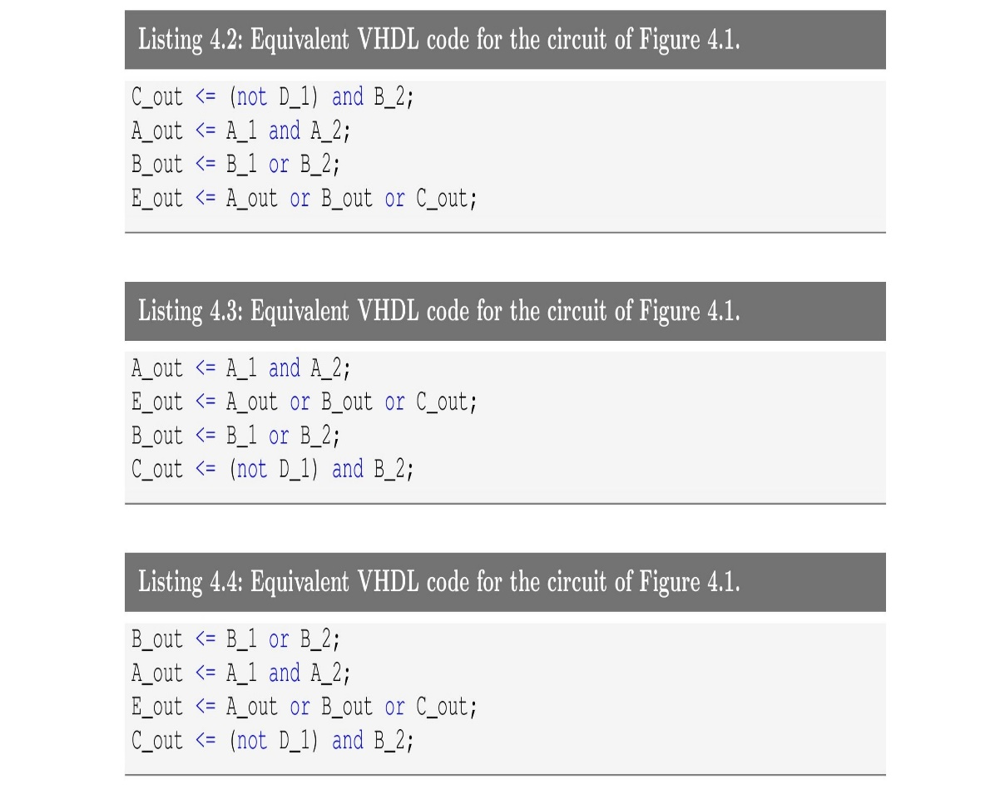 Listing 4.2: Equivalent VHDL code for the circuit of Figure 4.1.
C_out <= (not D_1) and B_2;
A_out <= A_1 and A_2;
B_out <= B_1 or B_2;
E_out <= A_out or B_out or C_out;
Listing 4.3: Equivalent VHDL code for the circuit of Figure 4.1.
A_out <= A_1 and A_2;
E_out <= A_out or B_out or C_out;
B_out <= B_1 or B_2;
C_out <= (not D_1) and B_2;
Listing 4.4: Equivalent VHDL code for the circuit of Figure 4.1.
B_out <= B_1 or B_2;
A_out <= A_1 and A_2;
E_out <= A_out or B_out or C_out;
C_out <= (not D_1) and B_2;